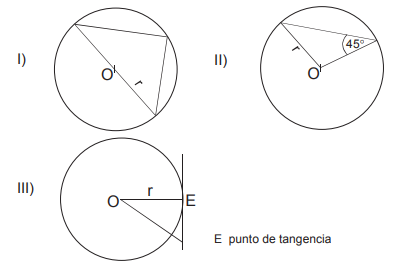 I)
O
r
II)
r
45°
O
III)
O
r
E
E punto de tangencia